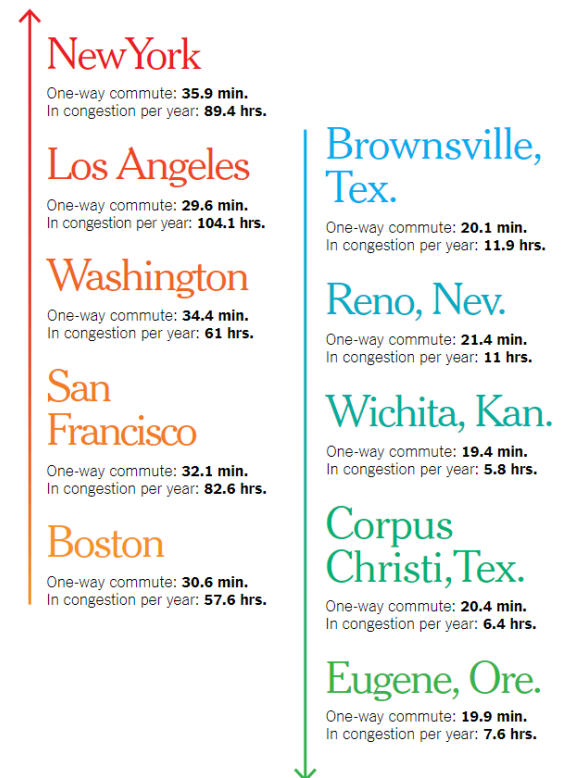 New York
One-way commute: 35.9 min.
In congestion per year: 89.4 hrs.
Los Angeles
One-way commute: 29.6 min.
In congestion per year: 104.1 hrs.
Washington
One-way commute: 34.4 min.
In congestion per year: 61 hrs.
San
Francisco
One-way commute: 32.1 min.
In congestion per year: 82.6 hrs.
Boston
One-way commute: 30.6 min.
In congestion per year: 57.6 hrs.
Brownsville,
Tex.
One-way commute: 20.1 min.
In congestion per year: 11.9 hrs.
Reno, Nev.
One-way commute: 21.4 min.
In congestion per year: 11 hrs.
Wichita, Kan.
One-way commute: 19.4 min.
In congestion per year: 5.8 hrs.
Corpus
Christi, Tex.
One-way commute: 20.4 min.
In congestion per year: 6.4 hrs.
Eugene, Ore.
One-way commute: 19.9 min.
In congestion per year: 7.6 hrs.